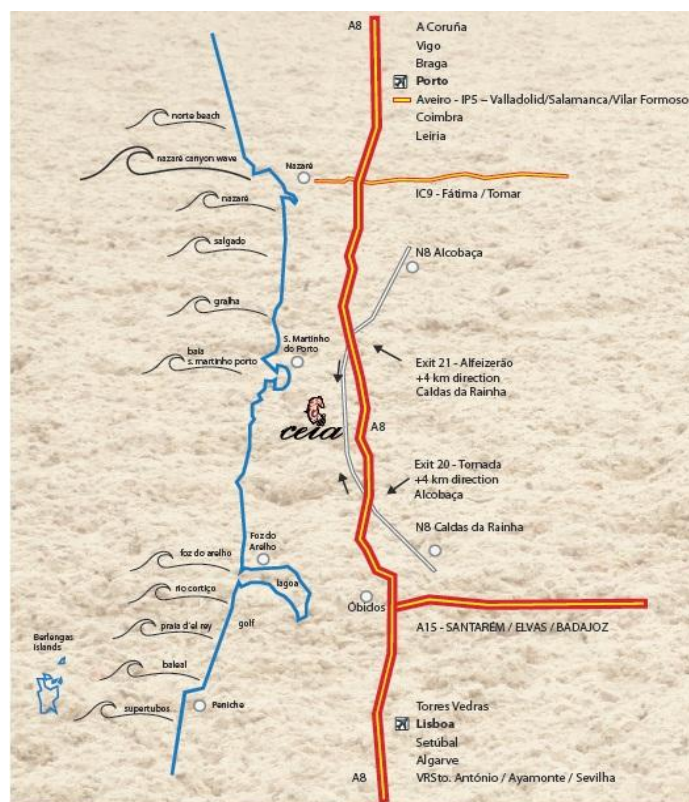 A8
A Coruña
Vigo
Braga
Porto
Aveiro - IP5 – Valladolid/Salamanca/Vilar Formoso
Coimbra
Leiria
norte beach
nazaré canyon wave
Nazaré
IC9 - Fátima / Tomar
nazaré
salgado
N8 Alcobaça
gralha
S. Martinho
do Porto
baia
s. martinho porto
Exit 21 - Alfeizerão
+4 km direction
Caldas da Rainha
ceia
A8
Exit 20 - Tornada
+4 km direction
Alcobaça
N8 Caldas da Rainha
Foz do
Arelho
foz do arelho
lagoa
rio cortiço
Óbidos
golf
praia d'el rey
A15 - SANTARÉM / ELVAS / BADAJOZ
Berlengas
Islands
baleal
supertubos
Peniche
Torres Vedras
Lisboa
Setúbal
Algarve
A8
VRSto. António / Ayamonte / Sevilha